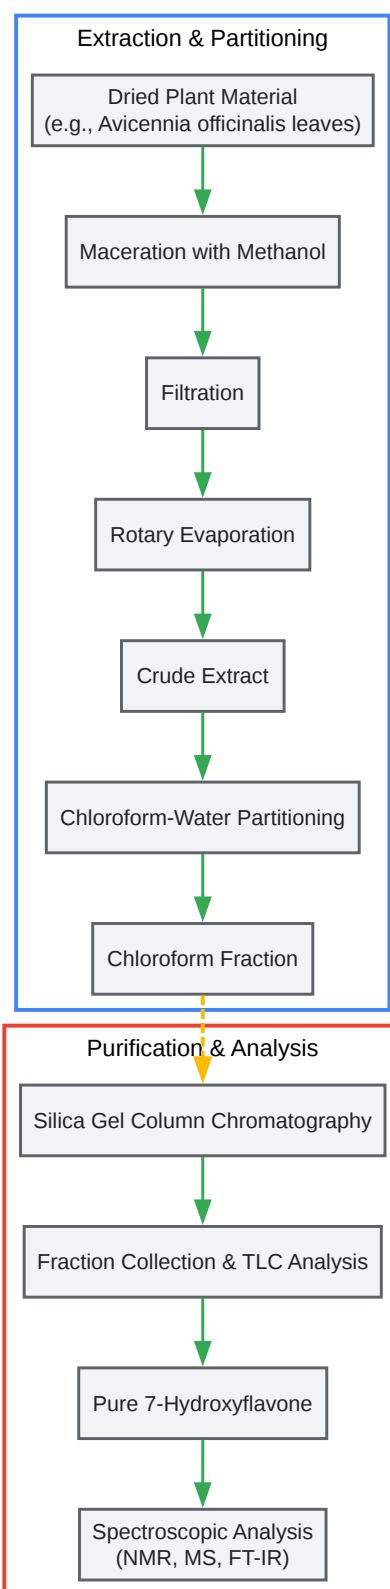 Extraction & Partitioning
Dried Plant Material
(e.g., Avicennia officinalis leaves)
Maceration with Methanol
Filtration
Rotary Evaporation
Crude Extract
Chloroform-Water Partitioning
Chloroform Fraction
Purification & Analysis
Silica Gel Column Chromatography
Fraction Collection & TLC Analysis
Pure 7-Hydroxyflavone
Spectroscopic Analysis
(NMR, MS, FT-IR)